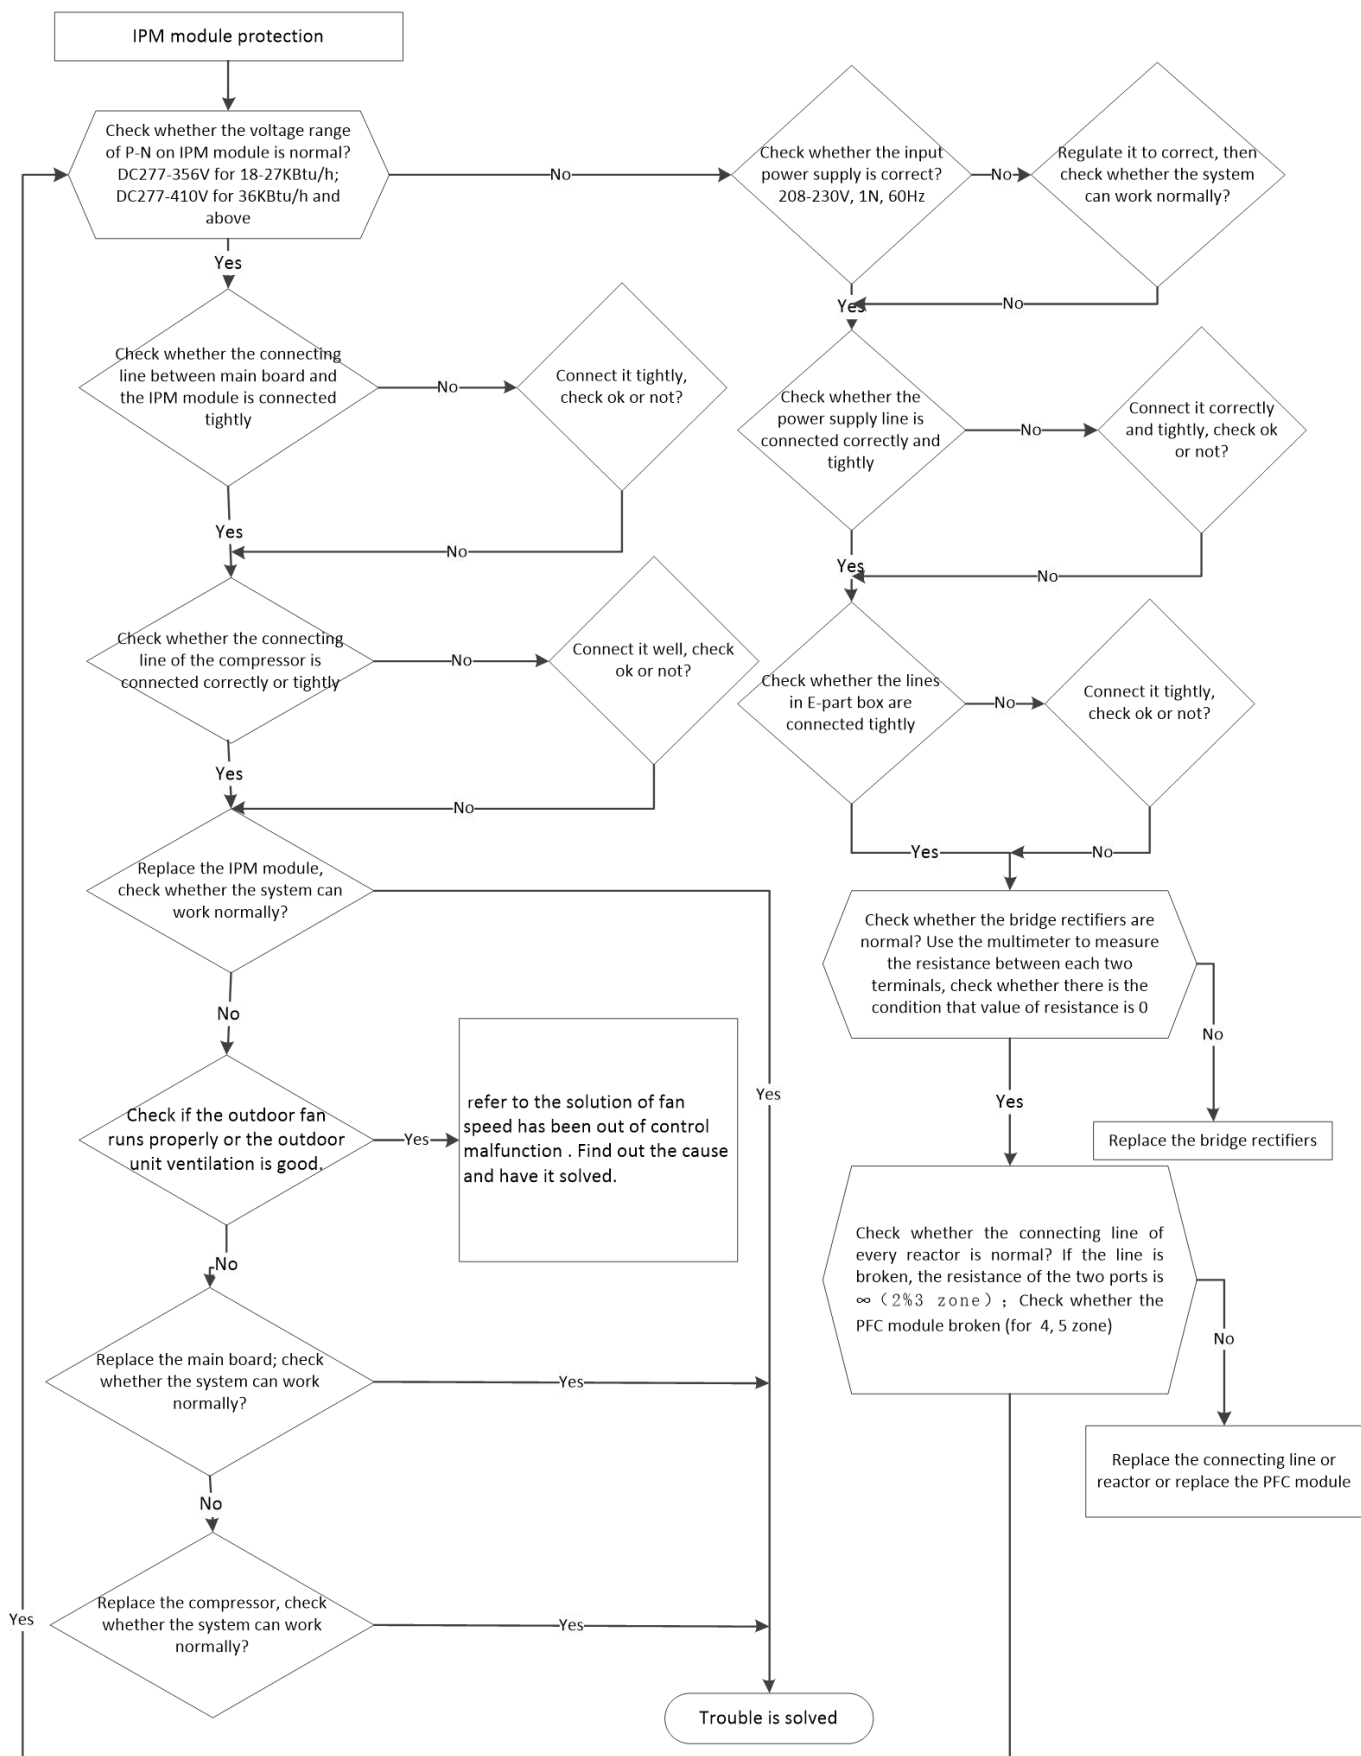 IPM module protection
Check whether the voltage range
of P-N on IPM module is normal?
DC277-356V for 18-27KBtu/h;
DC277-410V for 36KBtu/h and
above
No
Check whether the input
power supply is correct?
208-230V, 1N, 60Hz
No
Regulate it to correct, then
check whether the system
can work normally?
Yes
Yes
No
Check whether the connecting
line between main board and
the IPM module is connected
tightly
No
Connect it tightly,
check ok or not?
Check whether the
power supply line is
connected correctly and
tightly
No
Connect it correctly
and tightly, check ok
or not?
Yes
No
Yes
No
Check whether the connecting
line of the compressor is
connected correctly or tightly
No
Connect it well, check
ok or not?
Check whether the lines
in E-part box are
connected tightly
No
Connect it tightly,
check ok or not?
Yes
No
Yes
No
Replace the IPM module,
check whether the system can
work normally?
Check whether the bridge rectifiers are
normal? Use the multimeter to measure
the resistance between each two
terminals, check whether there is the
condition that value of resistance is 0
No
No
Yes
Yes
Check if the outdoor fan
runs properly or the outdoor
unit ventilation is good.
Yes
refer to the solution of fan
speed has been out of control
malfunction . Find out the cause
and have it solved.
Replace the bridge rectifiers
Check whether the connecting line of
every reactor is normal? If the line is
broken, the resistance of the two ports is
∞（2%3 zone）; Check whether the
PFC module broken (for 4, 5 zone)
No
No
Replace the main board; check
whether the system can work
normally?
Yes
Replace the connecting line or
reactor or replace the PFC module
No
Replace the compressor, check
whether the system can work
normally?
Yes
Yes
Trouble is solved